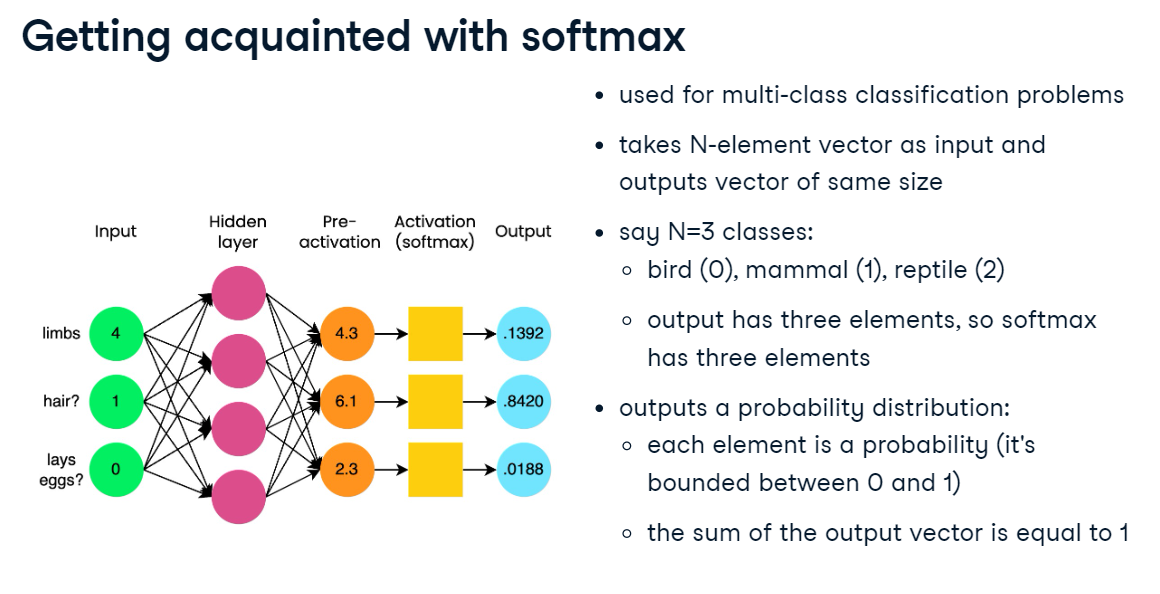 Getting acquainted with softmax
• used for multi-class classification problems
• takes N-element vector as input and
outputs vector of same size
• say N=3 classes:
○ bird (0), mammal (1), reptile (2)
○ output has three elements, so softmax
has three elements
• outputs a probability distribution:
○ each element is a probability (it's
bounded between 0 and 1)
○ the sum of the output vector is equal to 1
Input
Hidden
layer
Pre-
activation
Activation
(softmax)
Output
limbs
4
4.3
.1392
hair?
1
6.1
.8420
lays
eggs?
0
2.3
.0188